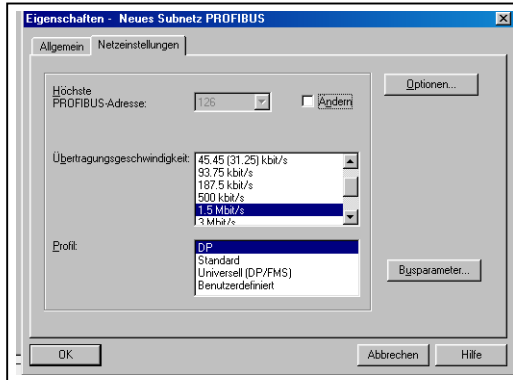 Eigenschaften - Neues Subnetz PROFIBUS
Allgemein
Netzeinstellungen
Höchste
PROFIBUS-Adresse:
126
Ändern
Optionen...
Übertragungsgeschwindigkeit:
45.45 (31.25) kbit/s
93.75 kbit/s
187.5 kbit/s
500 kbit/s
1.5 Mbit/s
3 Mbit/s
Profil:
DP
Standard
Universell (DP/FMS)
Benutzerdefiniert
Busparameter...
OK
Abbrechen
Hilfe